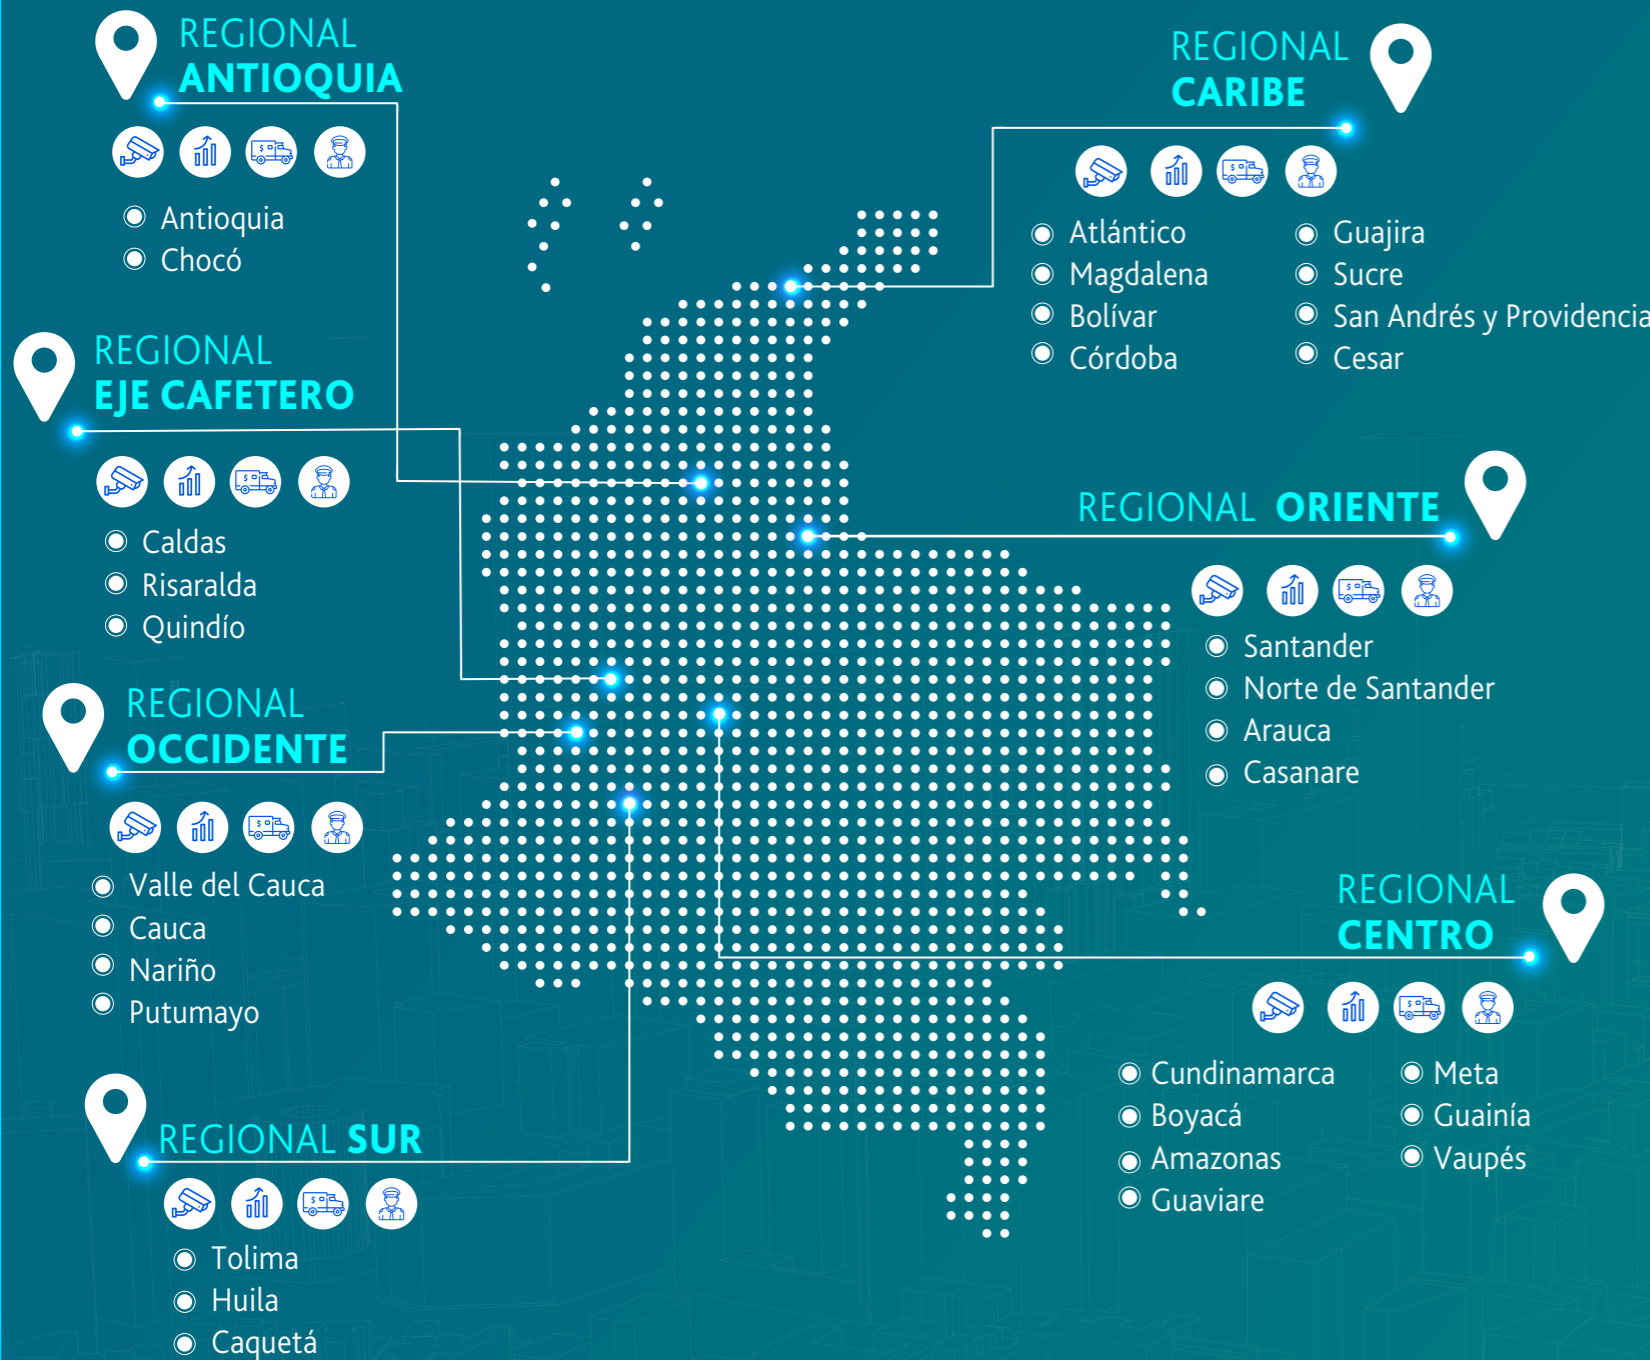 REGIONAL
ANTIOQUIA
Antioquia
Chocó
REGIONAL
EJE CAFETERO
Caldas
Risaralda
Quindío
REGIONAL
OCCIDENTE
Valle del Cauca
Cauca
Nariño
Putumayo
REGIONAL SUR
Tolima
Huila
Caquetá
REGIONAL
CARIBE
Atlántico
Magdalena
Bolívar
Córdoba
Guajira
Sucre
San Andrés y Providencia
Cesar
REGIONAL ORIENTE
Santander
Norte de Santander
Arauca
Casanare
REGIONAL
CENTRO
Cundinamarca
Boyacá
Amazonas
Guaviare
Meta
Guainía
Vaupés